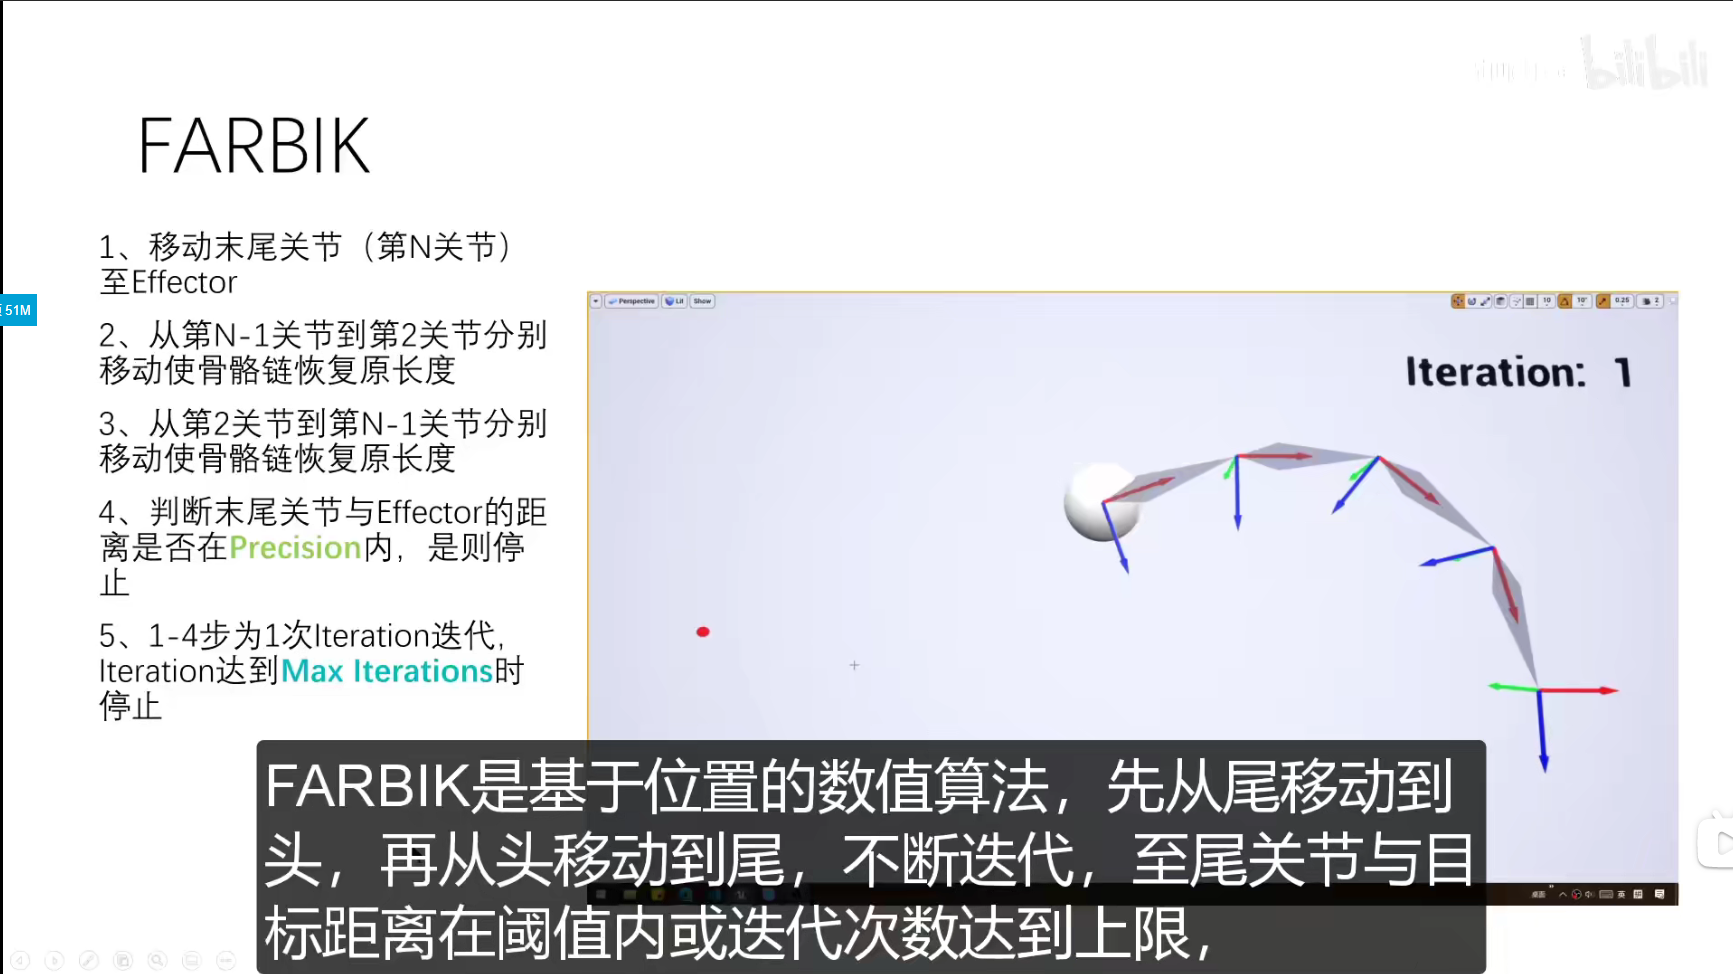 bilibili
FARBIK
1、移动末尾关节（第N关节）
至Effector
51M
2、从第N-1关节到第2关节分别
移动使骨骼链恢复原长度
3、从第2关节到第N-1关节分别
移动使骨骼链恢复原长度
4、判断末尾关节与Effector的距
离是否在Precision内，是则停
止
5、1-4步为1次Iteration迭代，
Iteration达到Max Iterations时
停止
Perspective Lit Show
10 10° 0.25 2
Iteration: 1
FARBIK是基于位置的数值算法，先从尾移动到
头，再从头移动到尾，不断迭代，至尾关节与目
标距离在阈值内或迭代次数达到上限，
桌面 英